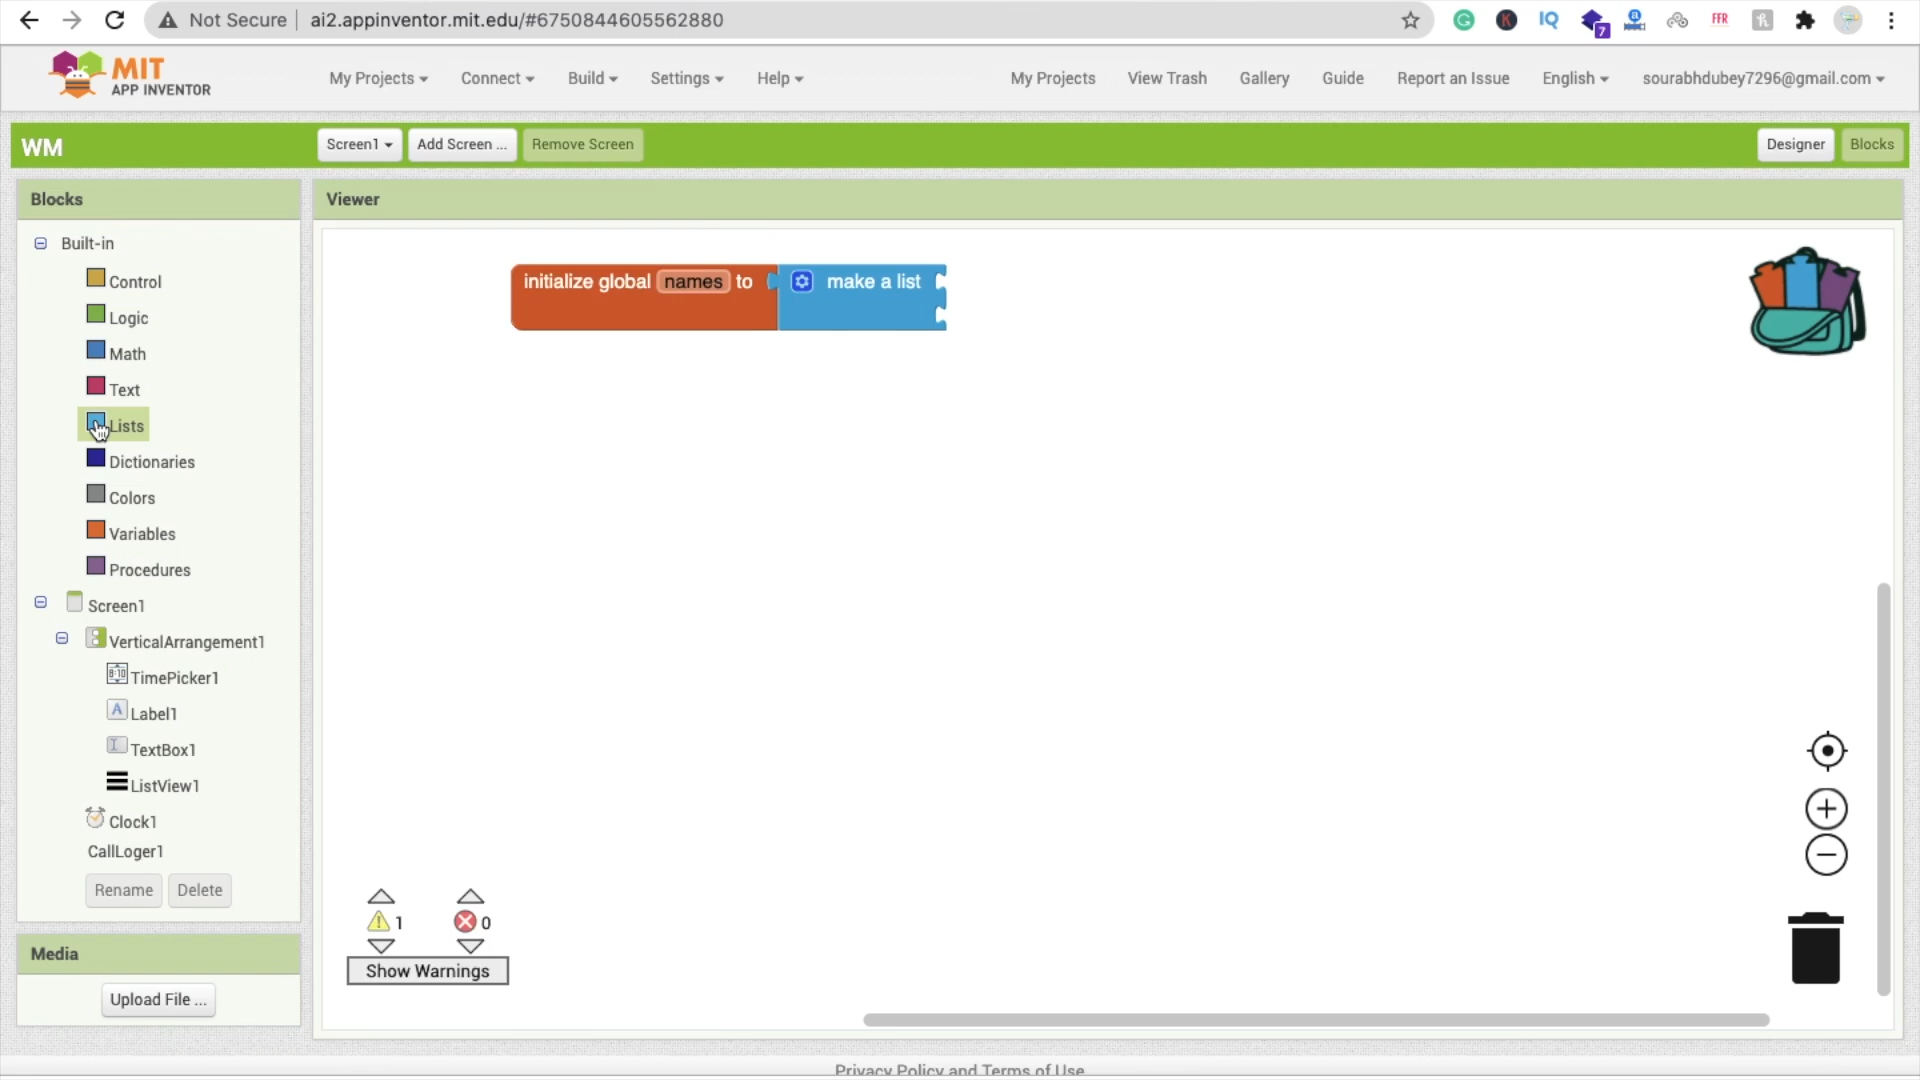 Not Secure
ai2.appinventor.mit.edu/#6750844605562880
IQ
7
a
FFR
MIT
APP INVENTOR
My Projects
Connect
Build
Settings
Help
My Projects
View Trash
Gallery
Guide
Report an Issue
English
sourabhdubey7296@gmail.com
WM
Screen1
Add Screen ...
Remove Screen
Designer
Blocks
Blocks
Viewer
Built-in
Control
Logic
Math
Text
Lists
Dictionaries
Colors
Variables
Procedures
Screen1
VerticalArrangement1
TimePicker1
Label1
TextBox1
ListView1
Clock1
CallLoger1
Rename
Delete
Media
Upload File ...
initialize global names to
make a list
1
0
Show Warnings
Privacy Policy and Terms of Use